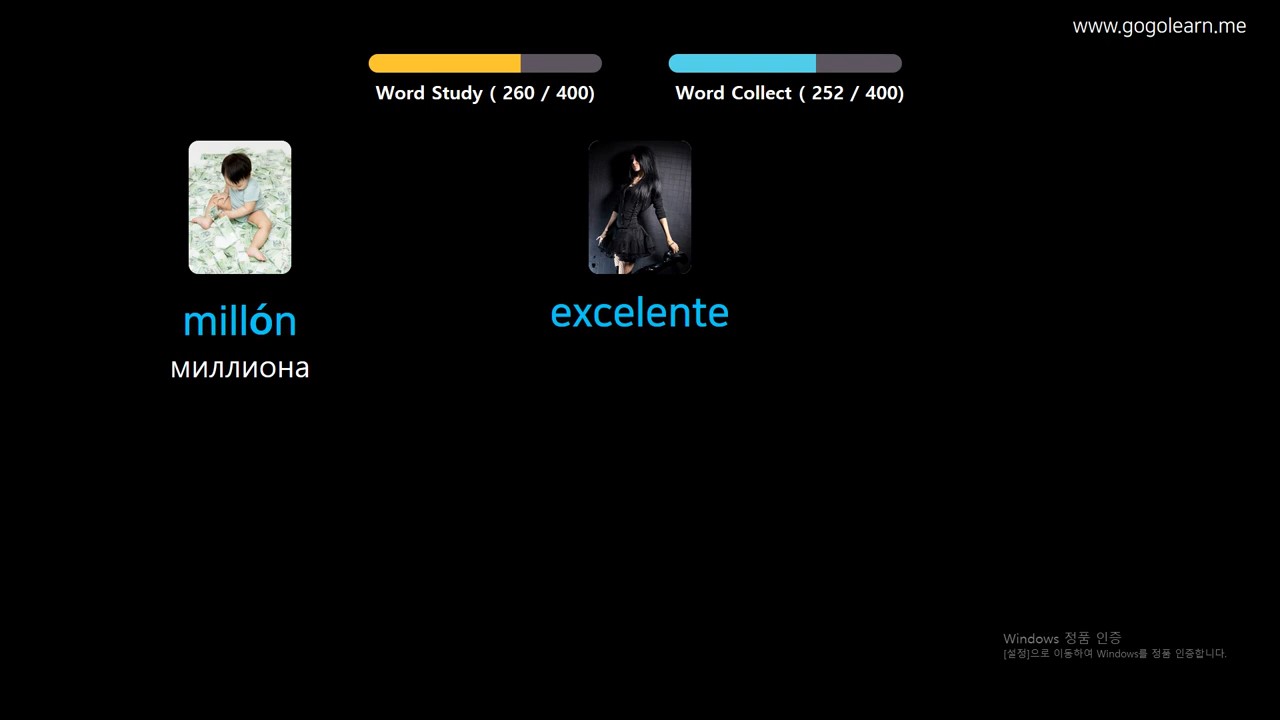 www.gogolearn.me
Word Study ( 260 / 400)
Word Collect ( 252 / 400)
millón
excelente
миллиона
Windows 정품 인증
[설정]으로 이동하여 Windows를 정품 인증합니다.